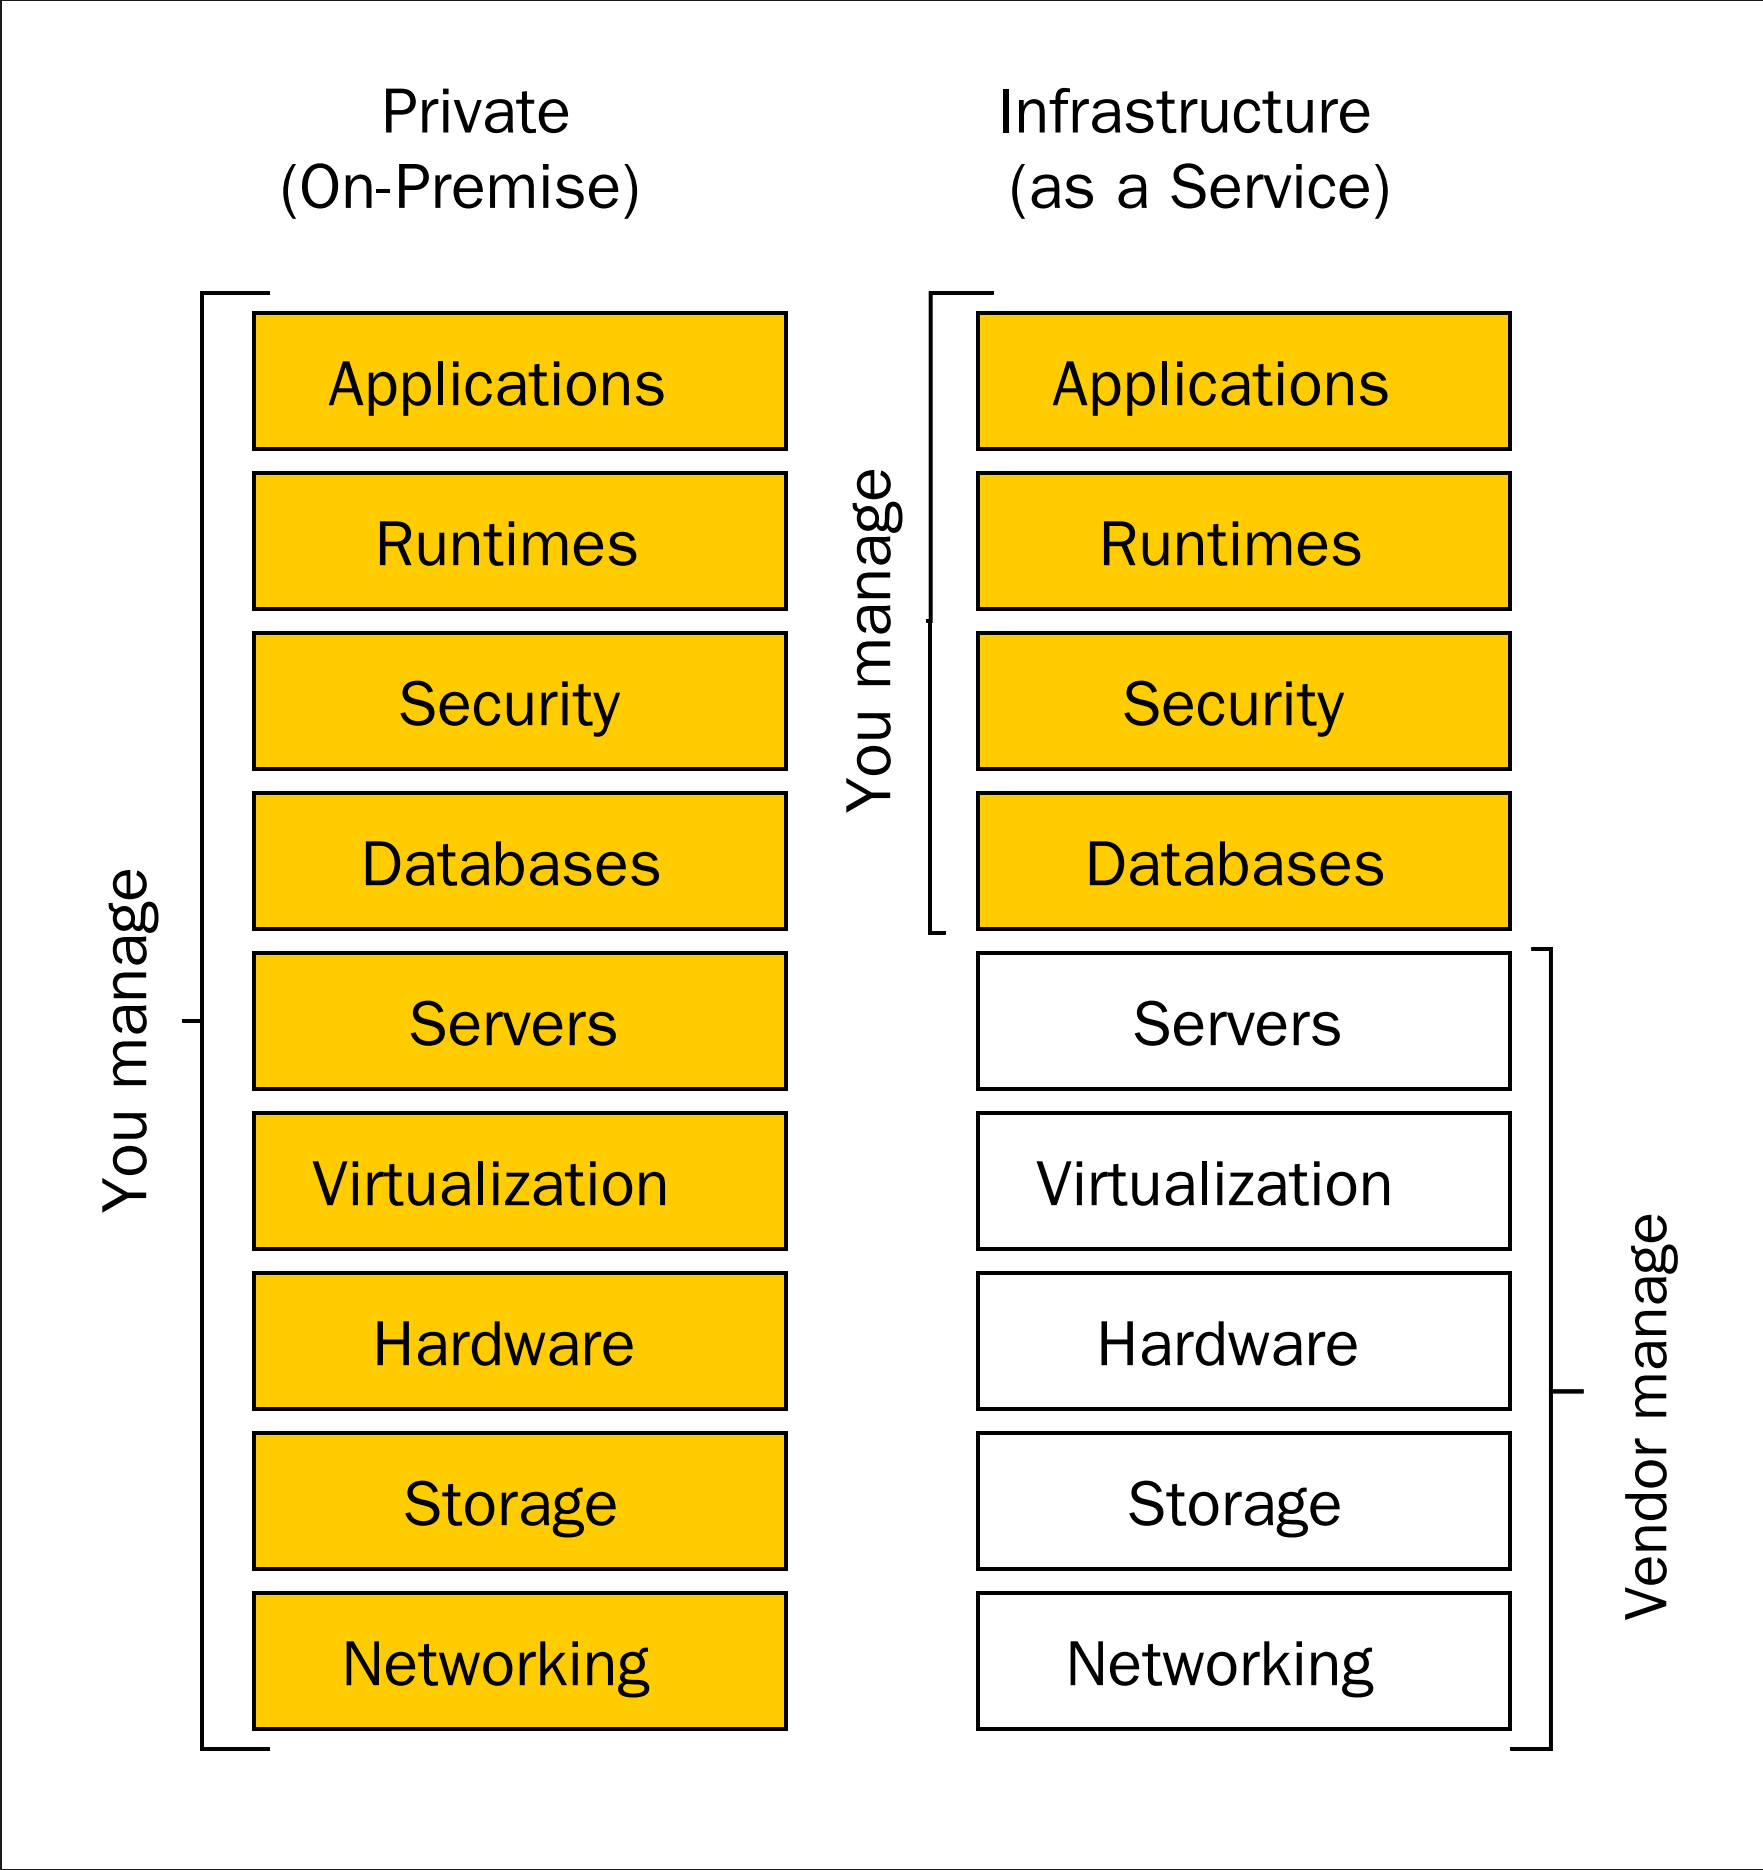 Private
(On-Premise)
You manage
Applications
Runtimes
Security
Databases
Servers
Virtualization
Hardware
Storage
Networking
Infrastructure
(as a Service)
You manage
Applications
Runtimes
Security
Databases
Servers
Virtualization
Hardware
Storage
Networking
Vendor manage